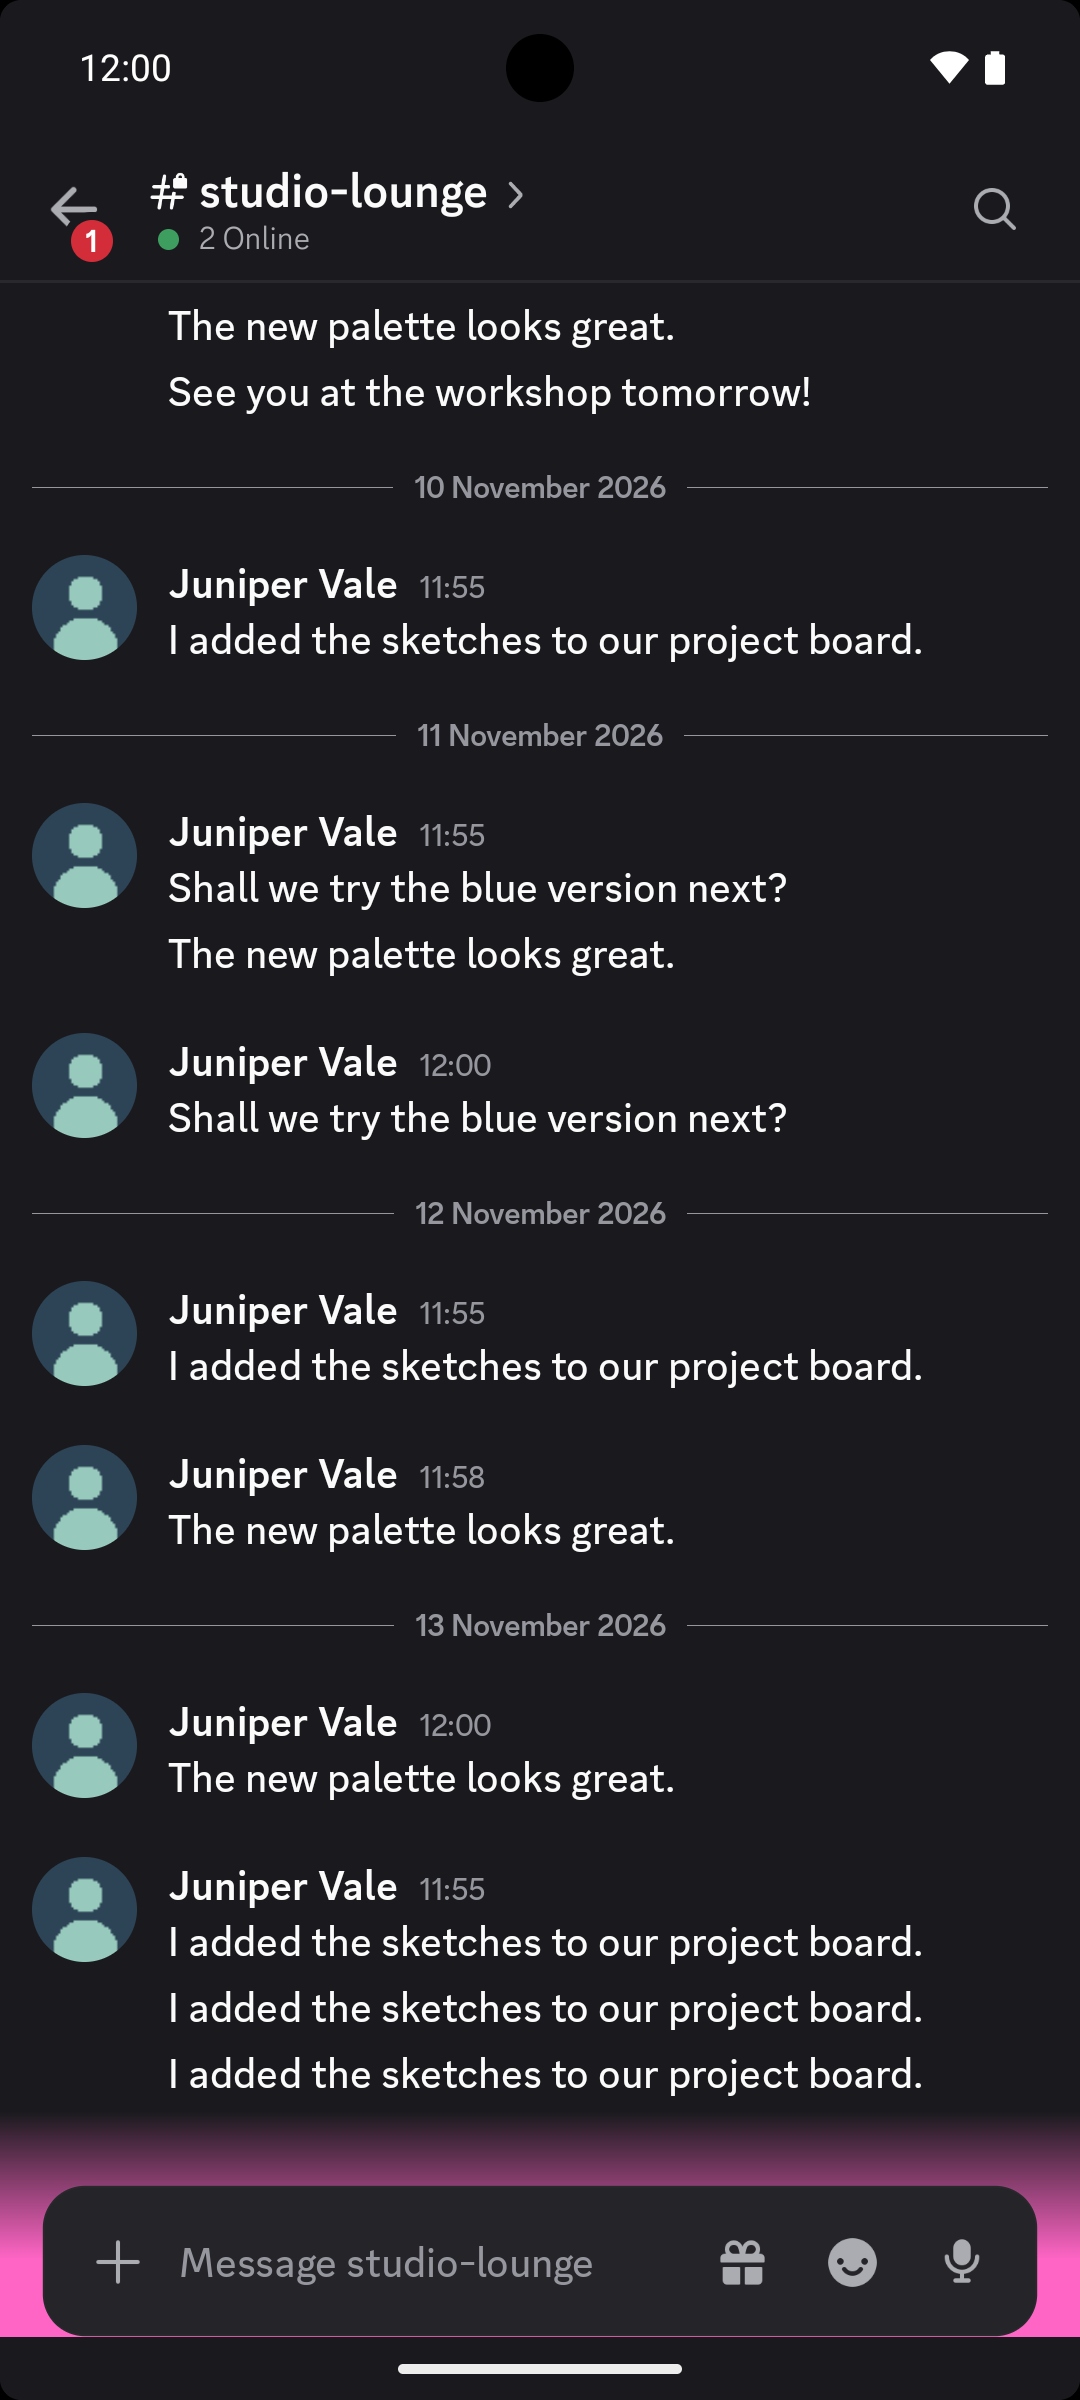 12:00
studio-lounge
1
2 Online
The new palette looks great.
See you at the workshop tomorrow!
10 November 2026
Juniper Vale 11:55
I added the sketches to our project board.
11 November 2026
Juniper Vale 11:55
Shall we try the blue version next?
The new palette looks great.
Juniper Vale 12:00
Shall we try the blue version next?
12 November 2026
Juniper Vale 11:55
I added the sketches to our project board.
Juniper Vale 11:58
The new palette looks great.
13 November 2026
Juniper Vale 12:00
The new palette looks great.
Juniper Vale 11:55
I added the sketches to our project board.
I added the sketches to our project board.
I added the sketches to our project board.
Message studio-lounge